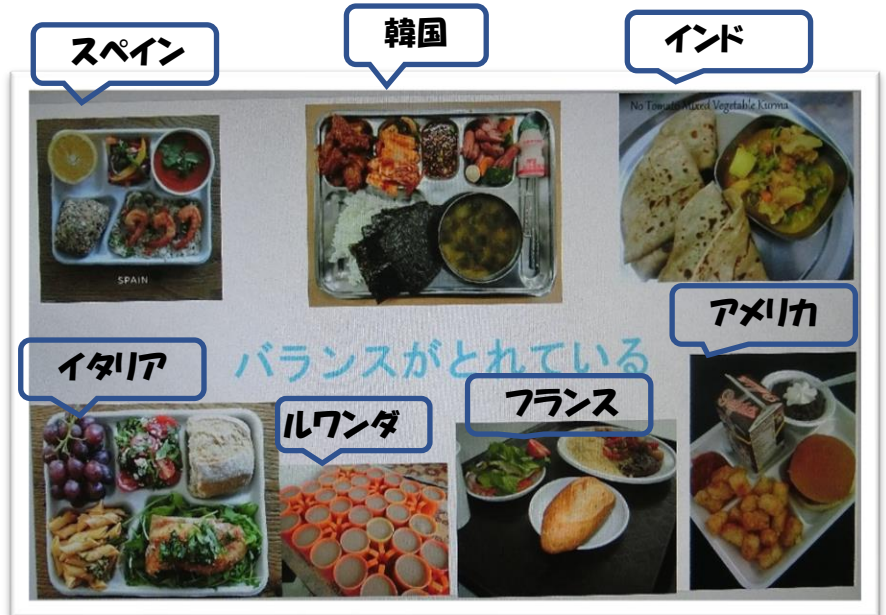 スペイン
韓国
インド
No Tomato Mixed Vegetable Kurma
SPAIN
アメリカ
イタリア
バランスがとれている
ルワンダ
フランス